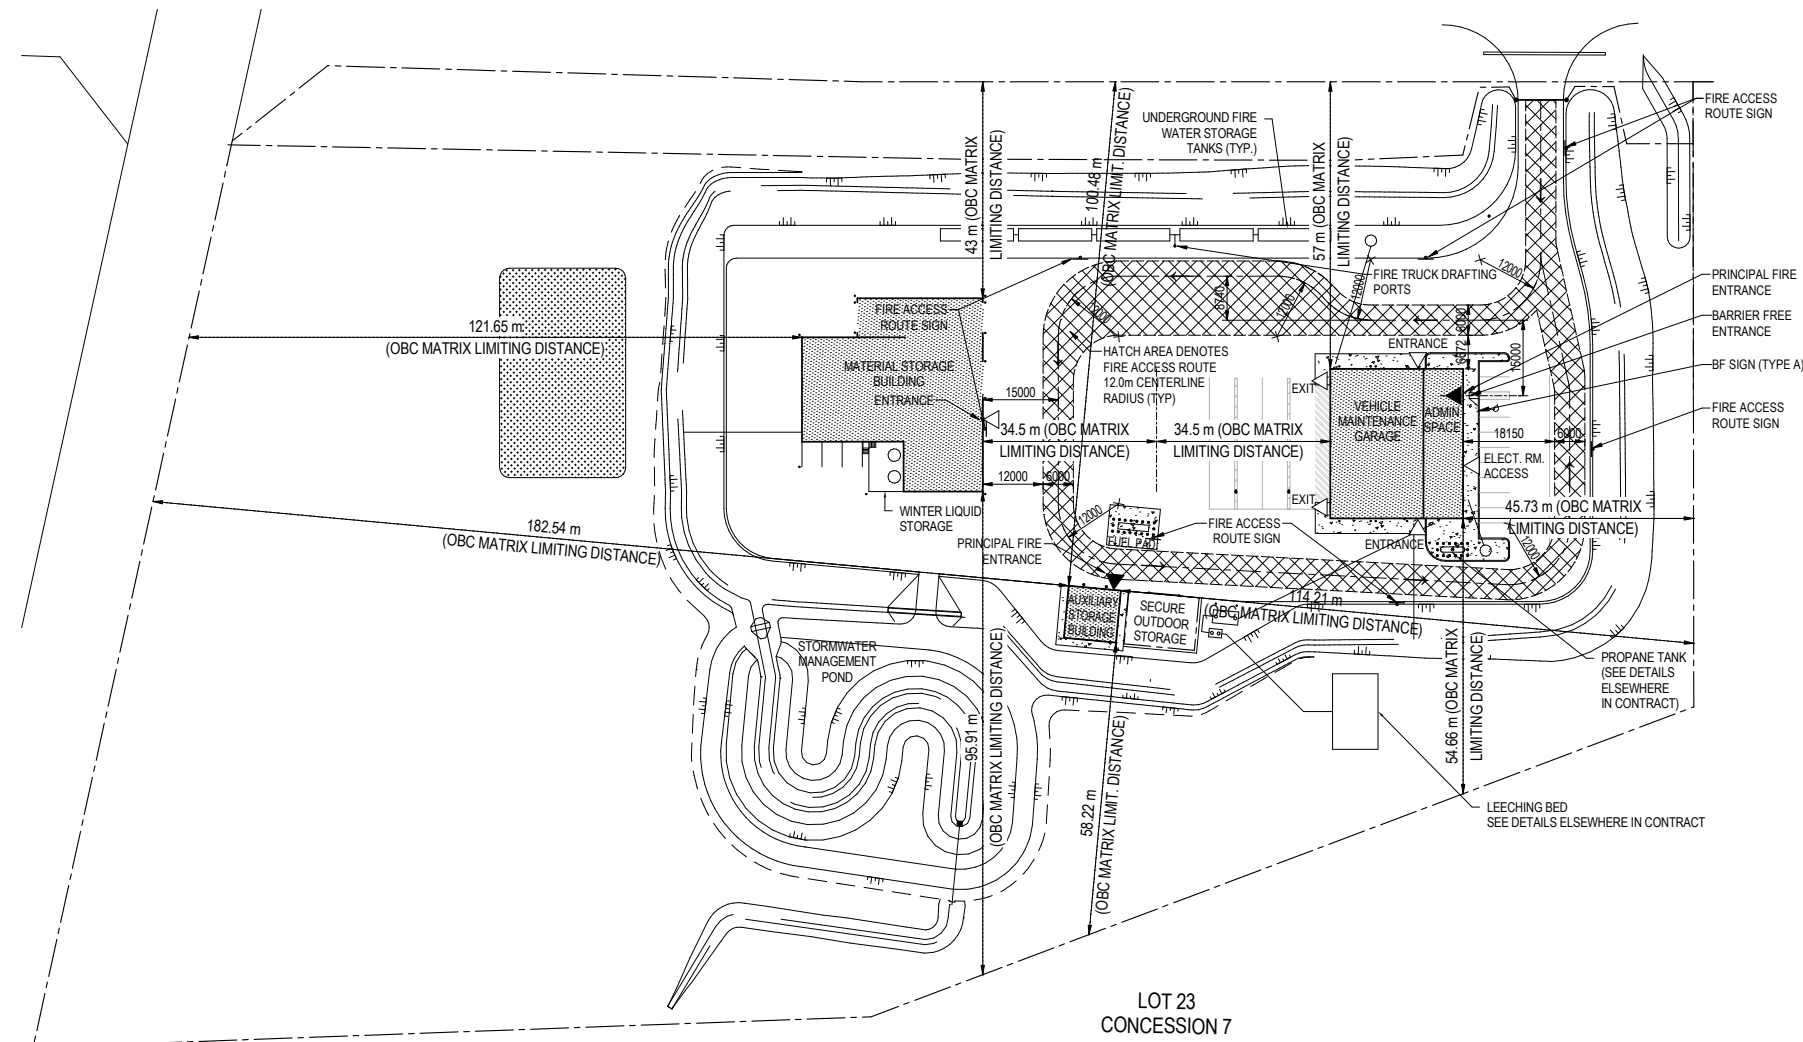 FIRE ACCESS
ROUTE SIGN
UNDERGROUND FIRE
WATER STORAGE
TANKS (TYP.)
43 m (OBC MATRIX
LIMITING DISTANCE)
100.48 m
(OBC MATRIX LIMIT. DISTANCE)
57 m (OBC MATRIX
LIMITING DISTANCE)
FIRE TRUCK DRAFTING
PORTS
12000
PRINCIPAL FIRE
ENTRANCE
BARRIER FREE
ENTRANCE
BF SIGN (TYPE A)
FIRE ACCESS
ROUTE SIGN
8740
12000
12000
12000
6000
6672
15000
121.65 m
(OBC MATRIX LIMITING DISTANCE)
FIRE ACCESS
ROUTE SIGN
MATERIAL STORAGE
BUILDING
ENTRANCE
HATCH AREA DENOTES
FIRE ACCESS ROUTE
12.0m CENTERLINE
RADIUS (TYP)
15000
34.5 m (OBC MATRIX
LIMITING DISTANCE)
34.5 m (OBC MATRIX
LIMITING DISTANCE)
12000
6000
ENTRANCE
EXIT
VEHICLE
MAINTENANCE
GARAGE
ADMIN
SPACE
18150
6000
ELECT. RM.
ACCESS
EXIT
45.73 m (OBC MATRIX
LIMITING DISTANCE)
WINTER LIQUID
STORAGE
182.54 m
(OBC MATRIX LIMITING DISTANCE)
PRINCIPAL FIRE
ENTRANCE
12000
FUEL PAD
FIRE ACCESS
ROUTE SIGN
ENTRANCE
12000
AUXILIARY
STORAGE
BUILDING
SECURE
OUTDOOR
STORAGE
114.21 m
(OBC MATRIX LIMITING DISTANCE)
STORMWATER
MANAGEMENT
POND
95.91 m
(OBC MATRIX LIMITING DISTANCE)
58.22 m
(OBC MATRIX LIMIT. DISTANCE)
54.66 m (OBC MATRIX
LIMITING DISTANCE)
PROPANE TANK
(SEE DETAILS
ELSEWHERE
IN CONTRACT)
LEECHING BED
SEE DETAILS ELSEWHERE IN CONTRACT
LOT 23
CONCESSION 7